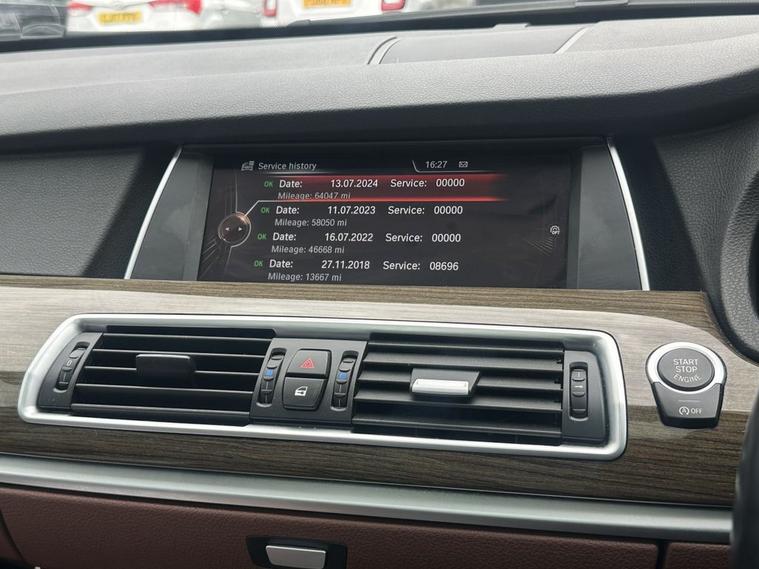 Service history 16:27
OK Date: 13.07.2024 Service: 00000
Mileage: 64047 mi
OK Date: 11.07.2023 Service: 00000
Mileage: 58050 mi
OK Date: 16.07.2022 Service: 00000
Mileage: 46668 mi
OK Date: 27.11.2018 Service: 08696
Mileage: 13667 mi
START
STOP
ENGINE
OFF